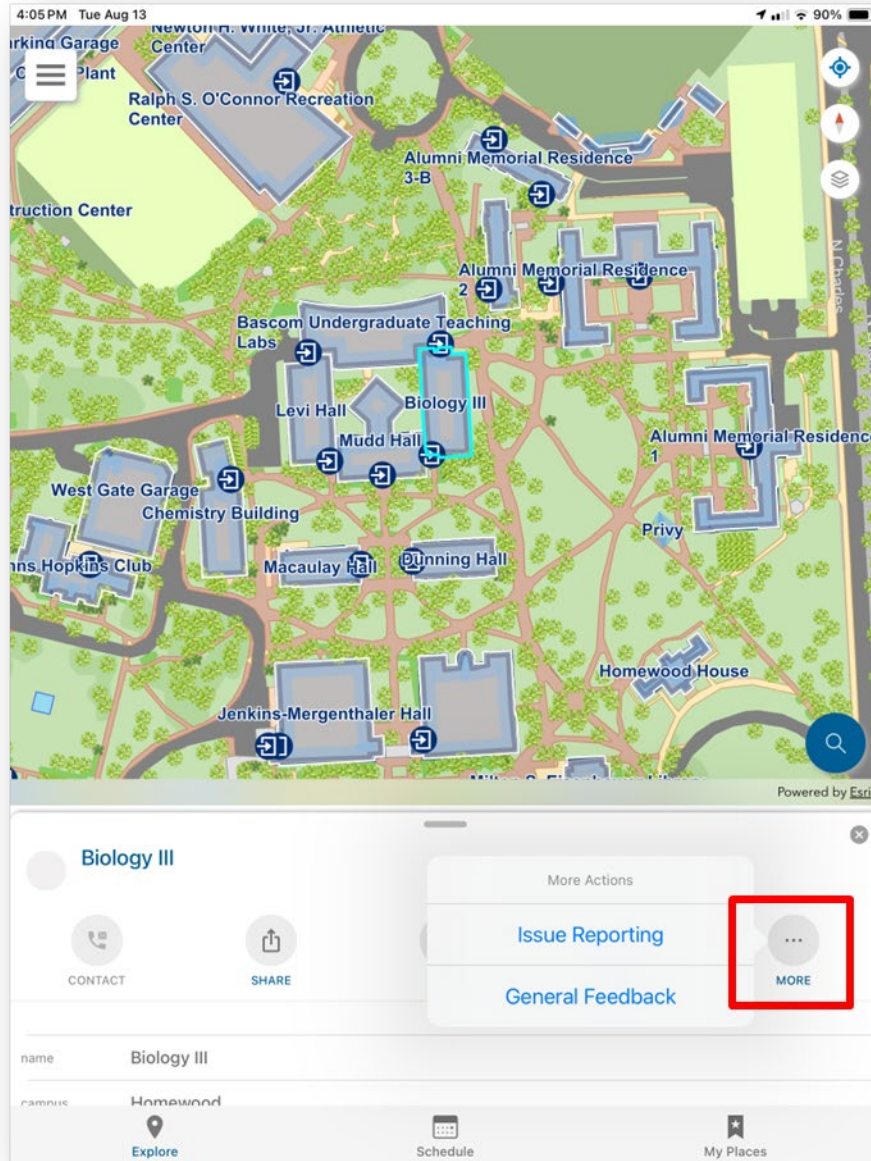 4:05 PM Tue Aug 13
90%
Newton H. White, Jr. Athletic
Center
rking Garage
Plant
Ralph S. O'Connor Recreation
Center
Alumni Memorial Residence
3-B
truction Center
N Charles
Alumni Memorial Residence
2
Bascom Undergraduate Teaching
Labs
Levi Hall
Biology III
Mudd Hall
Alumni Memorial Residence
1
West Gate Garage
Chemistry Building
Privy
nns Hopkins Club
Macaulay Hall
Dunning Hall
Homewood House
Jenkins-Mergenthaler Hall
Powered by Esri
Biology III
More Actions
Issue Reporting
General Feedback
CONTACT
SHARE
MORE
name
Biology III
campus
Homewood
Explore
Schedule
My Places